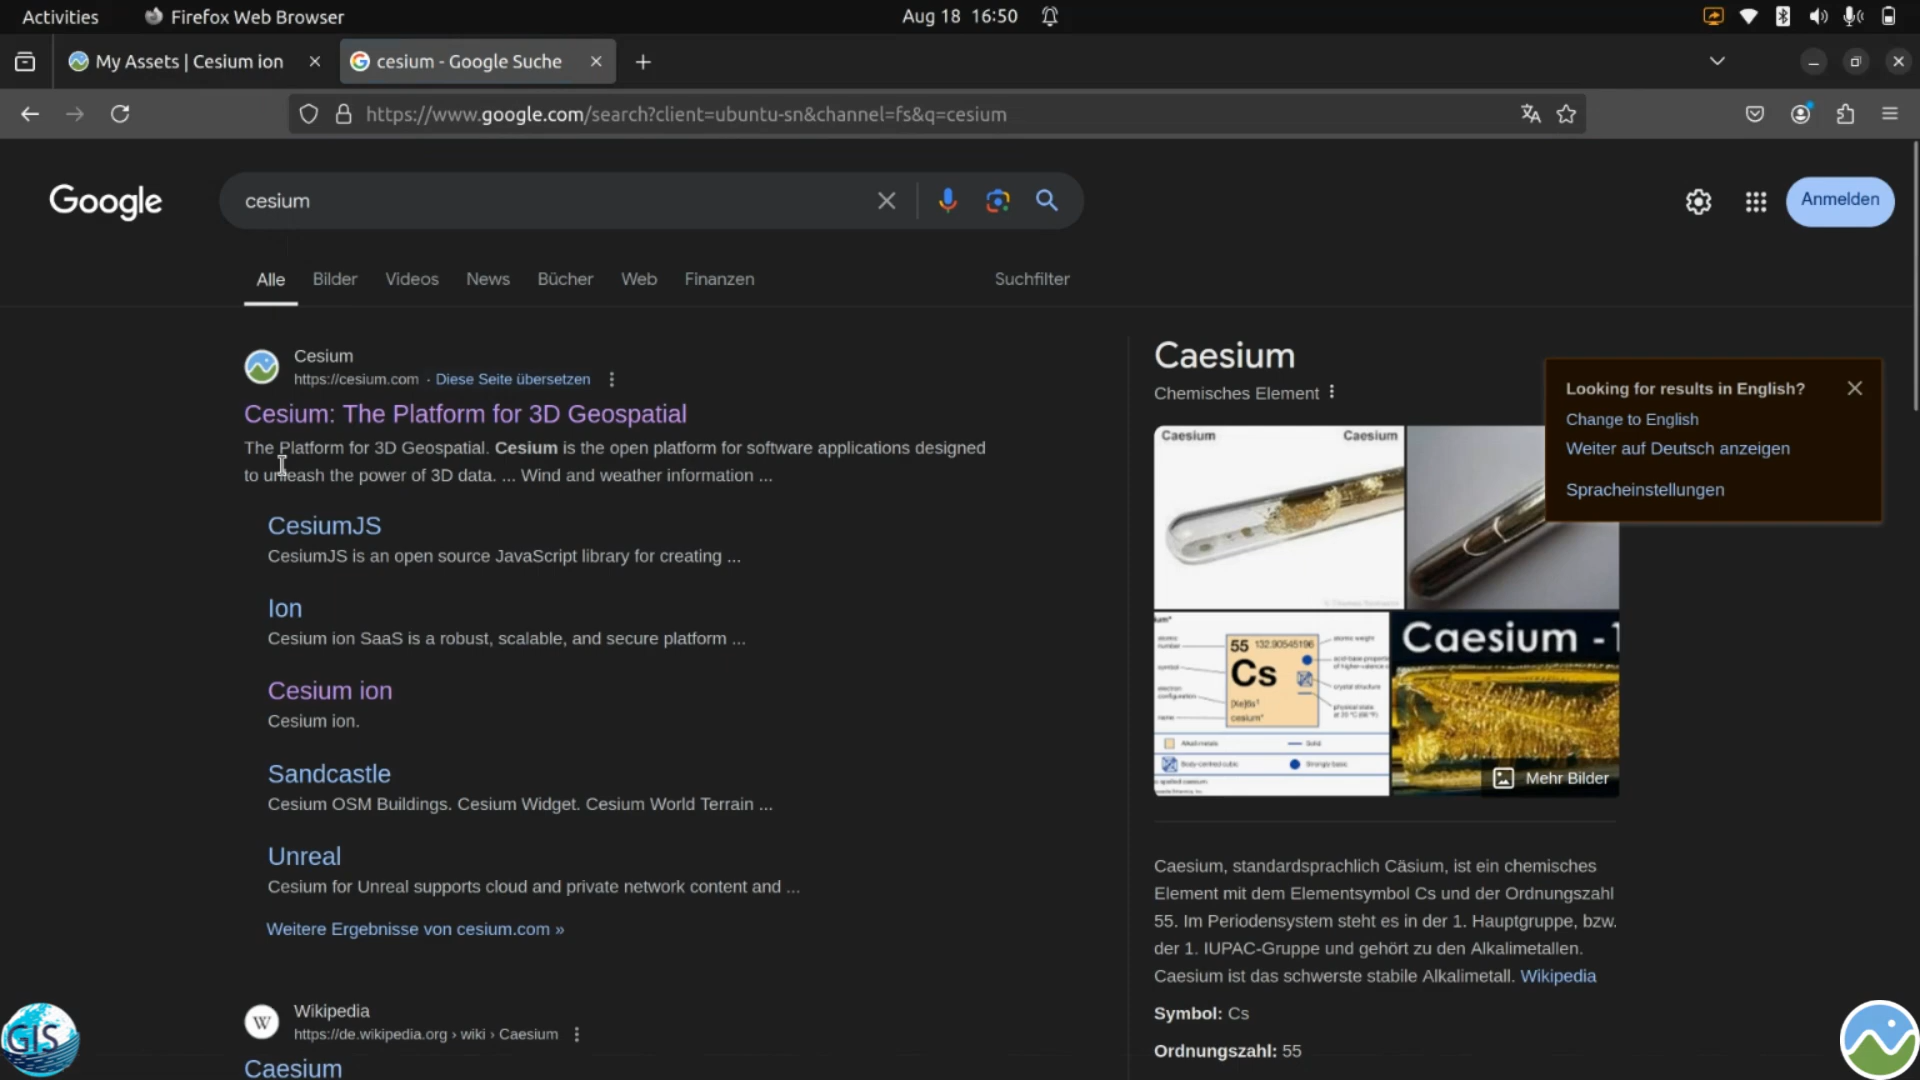 Activities
Firefox Web Browser
Aug 18 16:50
My Assets | Cesium ion
cesium - Google Suche
https://www.google.com/search?client=ubuntu-sn&channel=fs&q=cesium
Google
cesium
Anmelden
Alle
Bilder
Videos
News
Bücher
Web
Finanzen
Suchfilter
Cesium
https://cesium.com · Diese Seite übersetzen
Cesium: The Platform for 3D Geospatial
The Platform for 3D Geospatial. Cesium is the open platform for software applications designed
to unleash the power of 3D data. ... Wind and weather information ...
CesiumJS
CesiumJS is an open source JavaScript library for creating ...
Ion
Cesium ion SaaS is a robust, scalable, and secure platform ...
Cesium ion
Cesium ion.
Sandcastle
Cesium OSM Buildings. Cesium Widget. Cesium World Terrain ...
Unreal
Cesium for Unreal supports cloud and private network content and ...
Weitere Ergebnisse von cesium.com »
W
Wikipedia
https://de.wikipedia.org › wiki › Caesium
Caesium
Caesium
Chemisches Element
Looking for results in English?
Change to English
Weiter auf Deutsch anzeigen
Spracheinstellungen
Caesium
Caesium
55 132.90545196
Cs
[Xe]6s¹
cesium*
Caesium -
Mehr Bilder
Caesium, standardsprachlich Cäsium, ist ein chemisches
Element mit dem Elementsymbol Cs und der Ordnungszahl
55. Im Periodensystem steht es in der 1. Hauptgruppe, bzw.
der 1. IUPAC-Gruppe und gehört zu den Alkalimetallen.
Caesium ist das schwerste stabile Alkalimetall. Wikipedia
Symbol: Cs
Ordnungszahl: 55
GIS